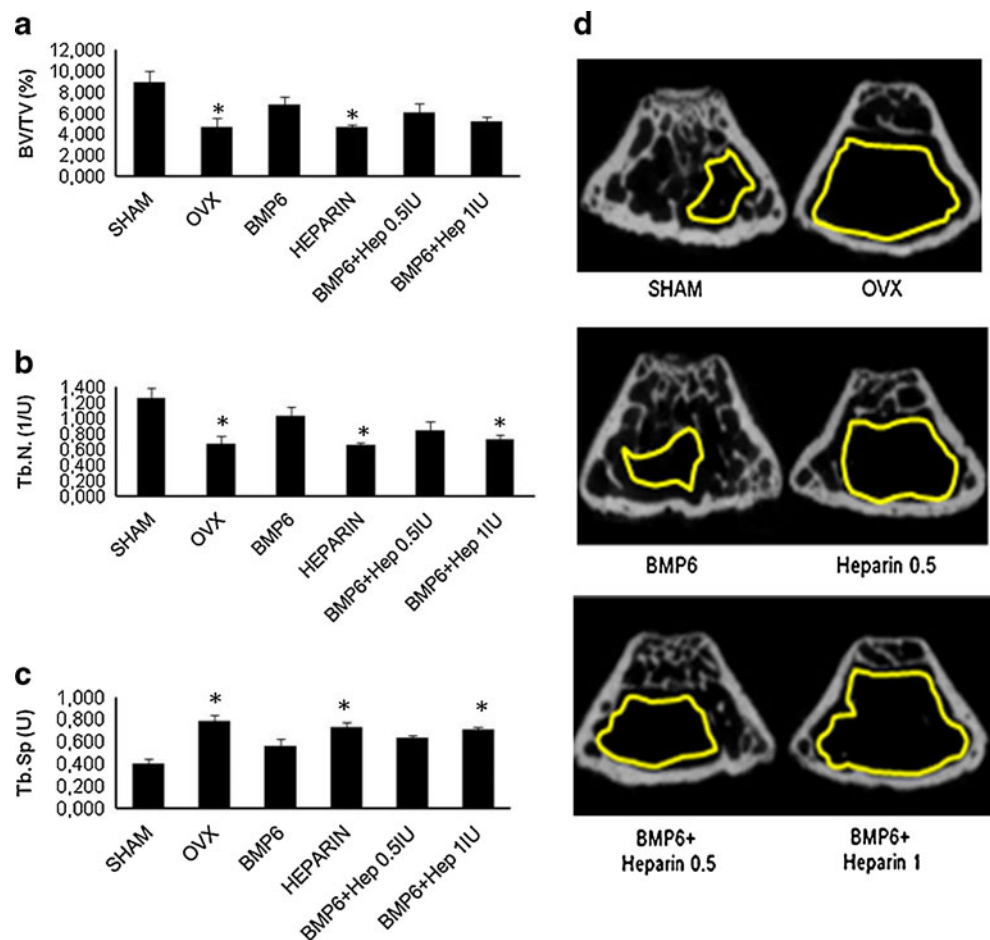 a
BV/TV (%)
12,000
10,000
8,000
6,000
4,000
2,000
0,000
*
*
SHAM
OVX
BMP6
HEPARIN
BMP6+Hep 0.5IU
BMP6+Hep 1IU
b
Tb.N. (1/U)
1,400
1,200
1,000
0,800
0,600
0,400
0,200
0,000
*
*
*
SHAM
OVX
BMP6
HEPARIN
BMP6+Hep 0.5IU
BMP6+Hep 1IU
c
Tb.Sp (U)
1,000
0,800
0,600
0,400
0,200
0,000
*
*
*
SHAM
OVX
BMP6
HEPARIN
BMP6+Hep 0.5IU
BMP6+Hep 1IU
d
SHAM
OVX
BMP6
Heparin 0.5
BMP6+
Heparin 0.5
BMP6+
Heparin 1